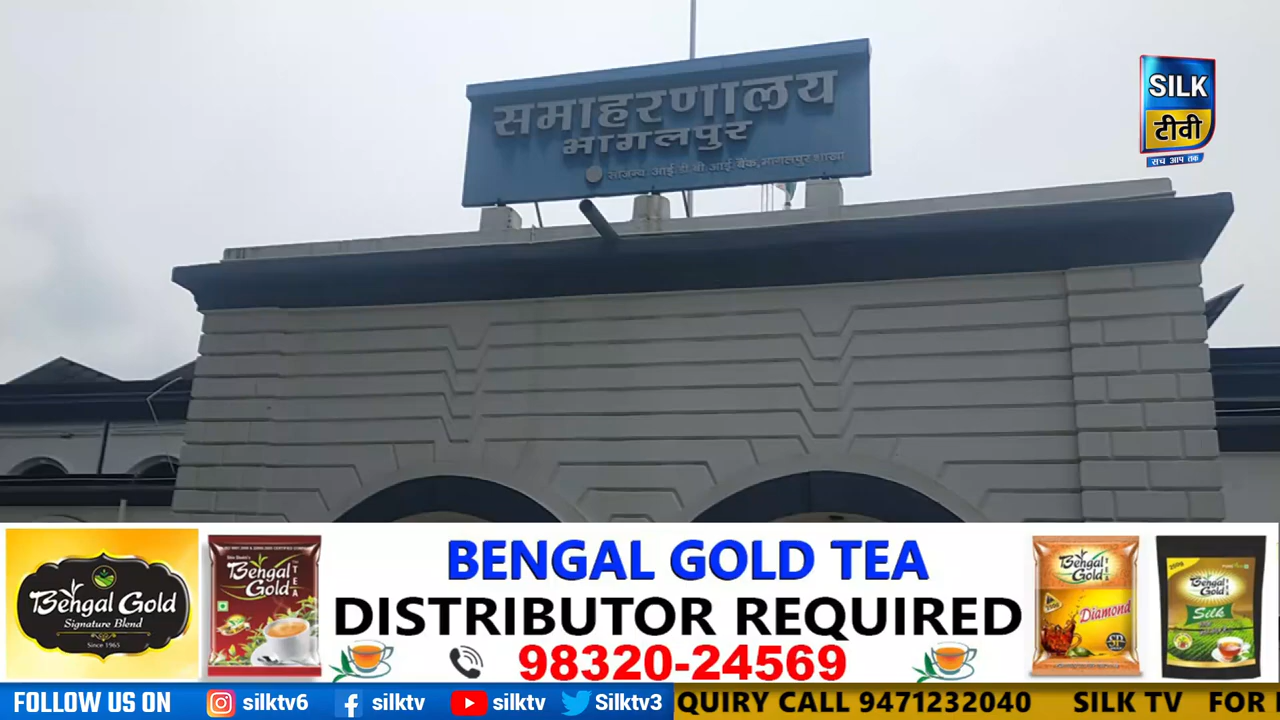 समाहरणालय
भागलपुर
सौजन्य आई.डी बी आई बैंक,भागलपुर शाखा
SILK
टीवी
सच आप तक
Bengal Gold
Signature Blend
Since 1965
Bengal
Gold
TEA
BENGAL GOLD TEA
DISTRIBUTOR REQUIRED
98320-24569
Bengal
Gold
Diamond
Bengal
Gold
Silk
FOLLOW US ON silktv6 silktv silktv Silktv3
QUIRY CALL 9471232040 SILK TV FOR